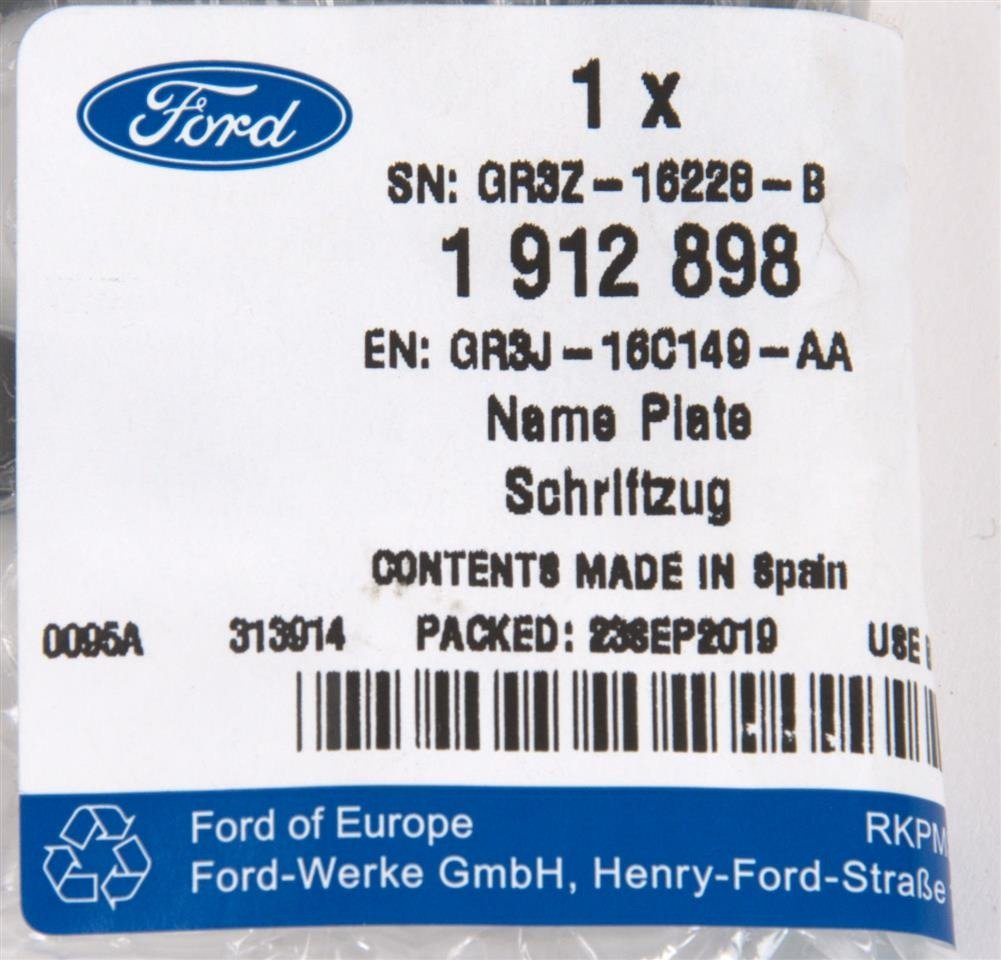 Ford
1 x
SN: GR3Z-16228-B
1 912 898
EN: GR3J-16C149-AA
Name Plate
Schriftzug
CONTENTS MADE IN Spain
0095A 313914 PACKED: 23SEP2019 USE
Ford of Europe RKPM
Ford-Werke GmbH, Henry-Ford-Straße